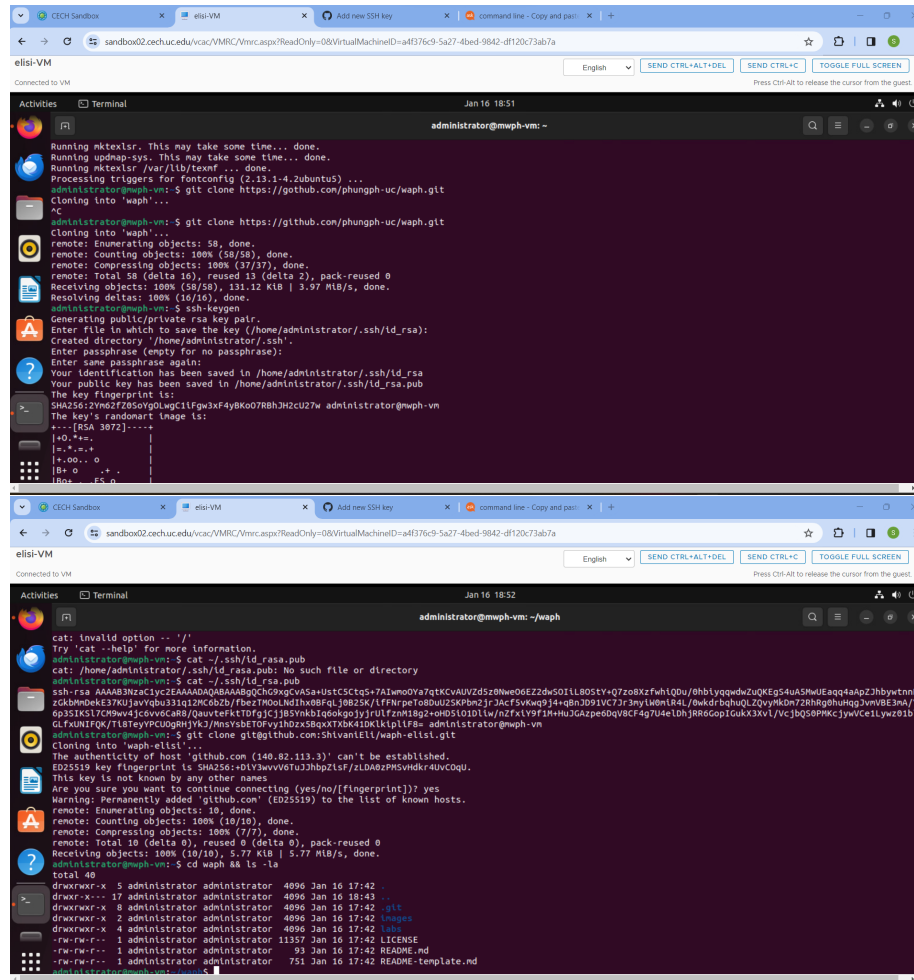 CECH Sandbox
elisi-VM
Add new SSH key
command line - Copy and past
sandbox02.cech.uc.edu/vcac/VMRC/Vmrc.aspx?ReadOnly=0&VirtualMachineID=a4f376c9-5a27-4bed-9842-df120c73ab7a
elisi-VM
English
SEND CTRL+ALT+DEL
SEND CTRL+C
TOGGLE FULL SCREEN
Connected to VM
Press Ctrl-Alt to release the cursor from the guest.
Activities
Terminal
Jan 16 18:51
administrator@mwph-vm: ~
Running mktexlsr. This may take some time... done.
Running updmap-sys. This may take some time... done.
Running mktexlsr /var/lib/texmf ... done.
Processing triggers for fontconfig (2.13.1-4.2ubuntu5) ...
administrator@mwph-vm:~$ git clone https://gothub.com/phungph-uc/waph.git
Cloning into 'waph'...
^C
administrator@mwph-vm:~$ git clone https://github.com/phungph-uc/waph.git
Cloning into 'waph'...
remote: Enumerating objects: 58, done.
remote: Counting objects: 100% (58/58), done.
remote: Compressing objects: 100% (37/37), done.
remote: Total 58 (delta 16), reused 13 (delta 2), pack-reused 0
Receiving objects: 100% (58/58), 131.12 KiB | 3.97 MiB/s, done.
Resolving deltas: 100% (16/16), done.
administrator@mwph-vm:~$ ssh-keygen
Generating public/private rsa key pair.
Enter file in which to save the key (/home/administrator/.ssh/id_rsa):
Created directory '/home/administrator/.ssh'.
Enter passphrase (empty for no passphrase):
Enter same passphrase again:
Your identification has been saved in /home/administrator/.ssh/id_rsa
Your public key has been saved in /home/administrator/.ssh/id_rsa.pub
The key fingerprint is:
SHA256:2Ym62fZ0SoYgOLwgC1iFgw3xF4yBKoO7RBhJH2cU27w administrator@mwph-vm
The key's randomart image is:
+---[RSA 3072]----+
|+O.*+=. |
|=.*.=.+ |
|+.oo.. o |
|B+ o .+ . |
|Bo+ . .ES o |
CECH Sandbox
elisi-VM
Add new SSH key
command line - Copy and past
sandbox02.cech.uc.edu/vcac/VMRC/Vmrc.aspx?ReadOnly=0&VirtualMachineID=a4f376c9-5a27-4bed-9842-df120c73ab7a
elisi-VM
English
SEND CTRL+ALT+DEL
SEND CTRL+C
TOGGLE FULL SCREEN
Connected to VM
Press Ctrl-Alt to release the cursor from the guest.
Activities
Terminal
Jan 16 18:52
administrator@mwph-vm: ~/waph
cat: invalid option -- '/'
Try 'cat --help' for more information.
administrator@mwph-vm:~$ cat ~/.ssh/id_rasa.pub
cat: /home/administrator/.ssh/id_rasa.pub: No such file or directory
administrator@mwph-vm:~$ cat ~/.ssh/id_rsa.pub
ssh-rsa
administrator@mwph-vm
administrator@mwph-vm:~$ git clone git@github.com:ShivaniEli/waph-elisi.git
Cloning into 'waph-elisi'...
The authenticity of host 'github.com (140.82.113.3)' can't be established.
ED25519 key fingerprint is SHA256:+DiY3wvvV6TuJJhbpZisF/zLDA0zPMSvHdkr4UvCOqU.
This key is not known by any other names
Are you sure you want to continue connecting (yes/no/[fingerprint])? yes
Warning: Permanently added 'github.com' (ED25519) to the list of known hosts.
remote: Enumerating objects: 10, done.
remote: Counting objects: 100% (10/10), done.
remote: Compressing objects: 100% (7/7), done.
remote: Total 10 (delta 0), reused 0 (delta 0), pack-reused 0
Receiving objects: 100% (10/10), 5.77 KiB | 5.77 MiB/s, done.
administrator@mwph-vm:~$ cd waph && ls -la
total 40
drwxrwxr-x 5 administrator administrator 4096 Jan 16 17:42 .
drwxr-x--- 17 administrator administrator 4096 Jan 16 18:43 ..
drwxrwxr-x 8 administrator administrator 4096 Jan 16 17:42 .git
drwxrwxr-x 2 administrator administrator 4096 Jan 16 17:42 images
drwxrwxr-x 4 administrator administrator 4096 Jan 16 17:42 labs
-rw-rw-r-- 1 administrator administrator 11357 Jan 16 17:42 LICENSE
-rw-rw-r-- 1 administrator administrator 93 Jan 16 17:42 README.md
-rw-rw-r-- 1 administrator administrator 751 Jan 16 17:42 README-template.md
administrator@mwph-vm:~/waph$